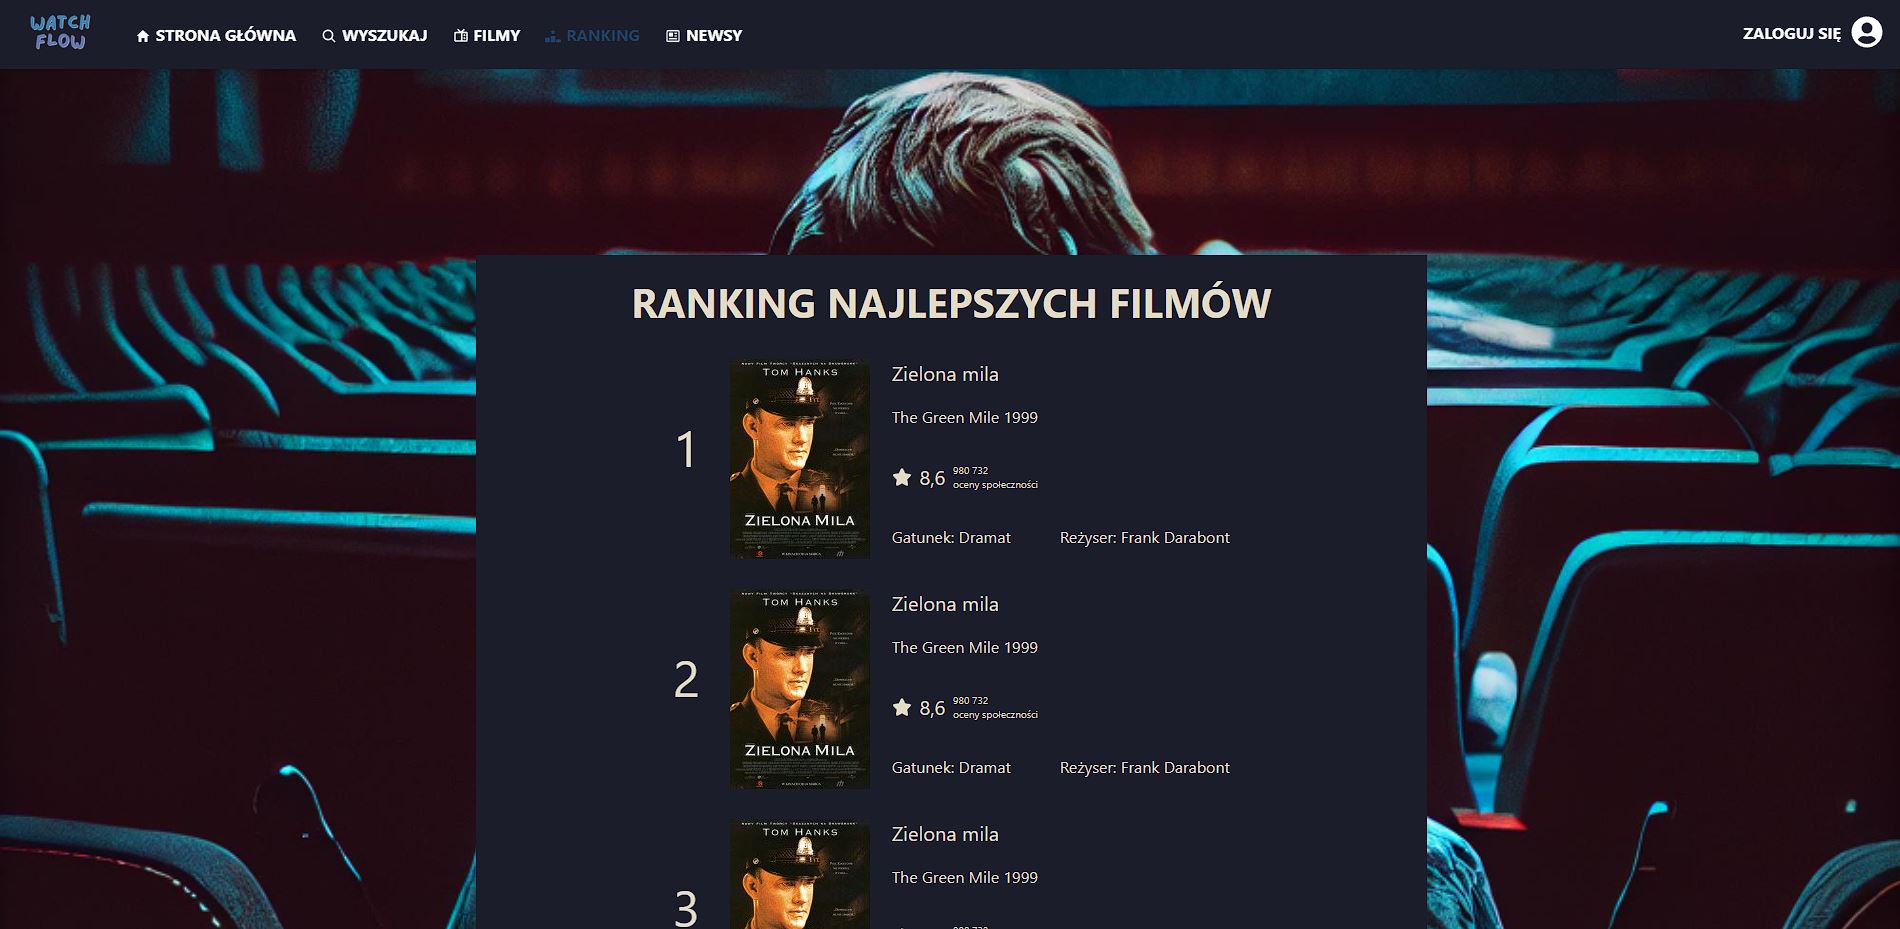 WATCH
FLOW
STRONA GŁÓWNA
WYSZUKAJ
FILMY
RANKING
NEWSY
ZALOGUJ SIĘ
RANKING NAJLEPSZYCH FILMÓW
1
TOM HANKS
ZIELONA MILA
Zielona mila
The Green Mile 1999
8,6
980 732
oceny społeczności
Gatunek: Dramat
Reżyser: Frank Darabont
2
TOM HANKS
ZIELONA MILA
Zielona mila
The Green Mile 1999
8,6
980 732
oceny społeczności
Gatunek: Dramat
Reżyser: Frank Darabont
3
TOM HANKS
Zielona mila
The Green Mile 1999